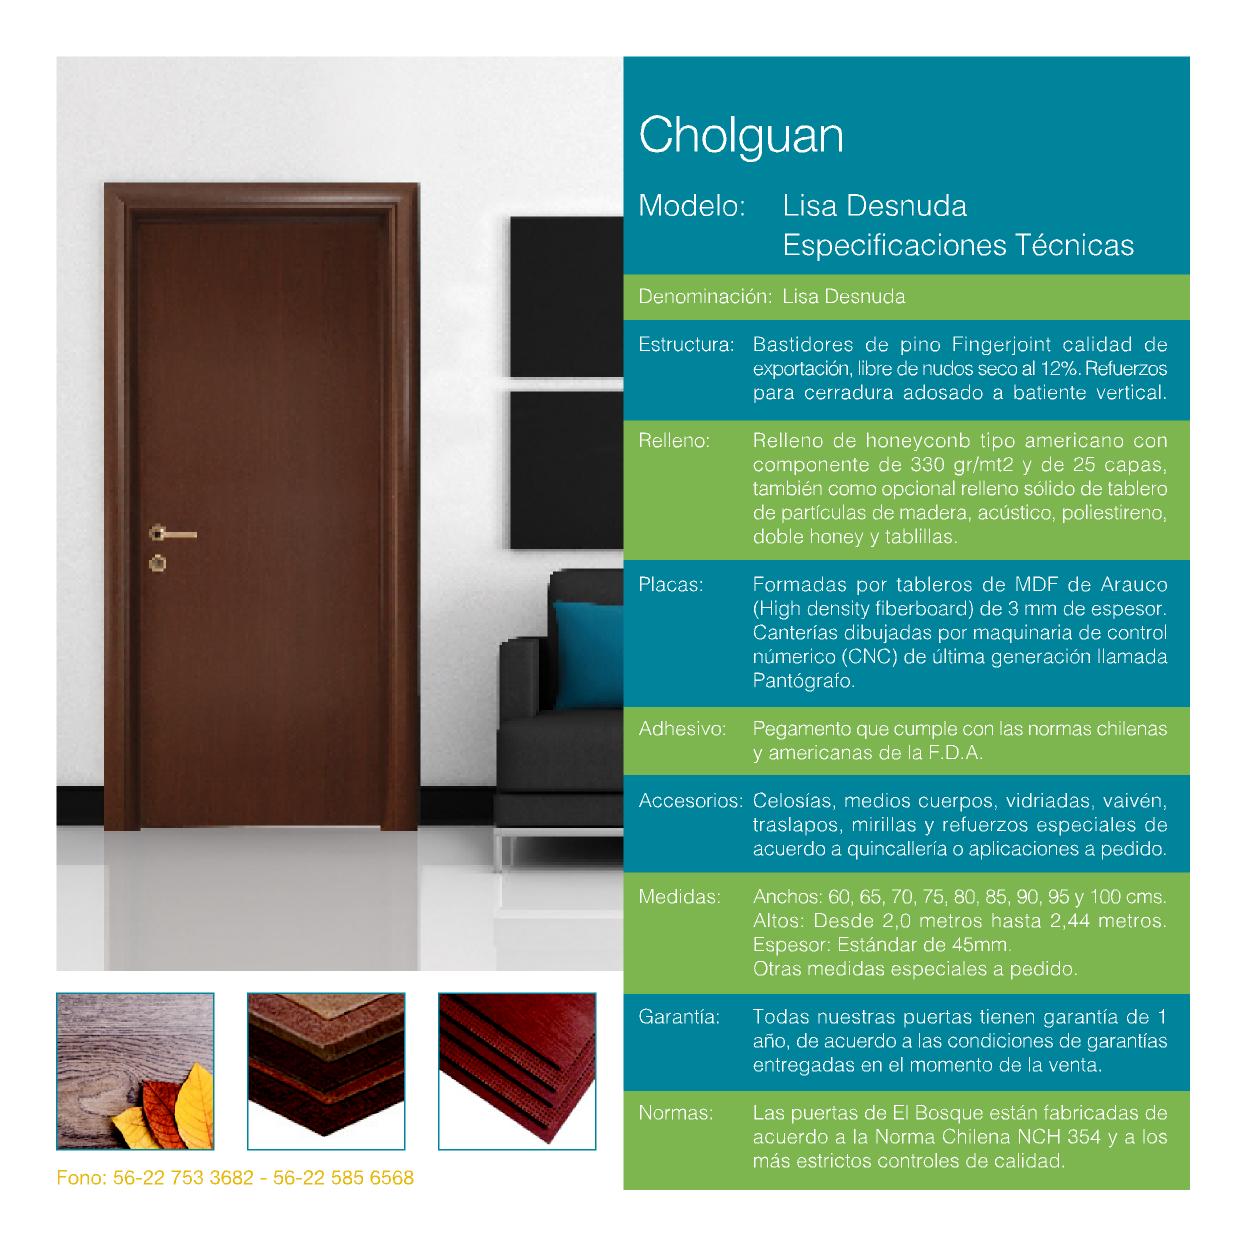 Cholguan
Modelo: Lisa Desnuda
Especificaciones Técnicas
Denominación: Lisa Desnuda
Estructura: Bastidores de pino Fingerjoint calidad de
exportación, libre de nudos seco al 12%. Refuerzos
para cerradura adosado a batiente vertical.
Relleno: Relleno de honeyconb tipo americano con
componente de 330 gr/mt2 y de 25 capas,
también como opcional relleno sólido de tablero
de partículas de madera, acústico, poliestireno,
doble honey y tablillas.
Placas: Formadas por tableros de MDF de Arauco
(High density fiberboard) de 3 mm de espesor.
Canterías dibujadas por maquinaria de control
númerico (CNC) de última generación llamada
Pantógrafo.
Adhesivo: Pegamento que cumple con las normas chilenas
y americanas de la F.D.A.
Accesorios: Celosías, medios cuerpos, vidriadas, vaivén,
traslapos, mirillas y refuerzos especiales de
acuerdo a quincallería o aplicaciones a pedido.
Medidas: Anchos: 60, 65, 70, 75, 80, 85, 90, 95 y 100 cms.
Altos: Desde 2,0 metros hasta 2,44 metros.
Espesor: Estándar de 45mm.
Otras medidas especiales a pedido.
Garantía: Todas nuestras puertas tienen garantía de 1
año, de acuerdo a las condiciones de garantías
entregadas en el momento de la venta.
Normas: Las puertas de El Bosque están fabricadas de
acuerdo a la Norma Chilena NCH 354 y a los
más estrictos controles de calidad.
Fono: 56-22 753 3682 - 56-22 585 6568